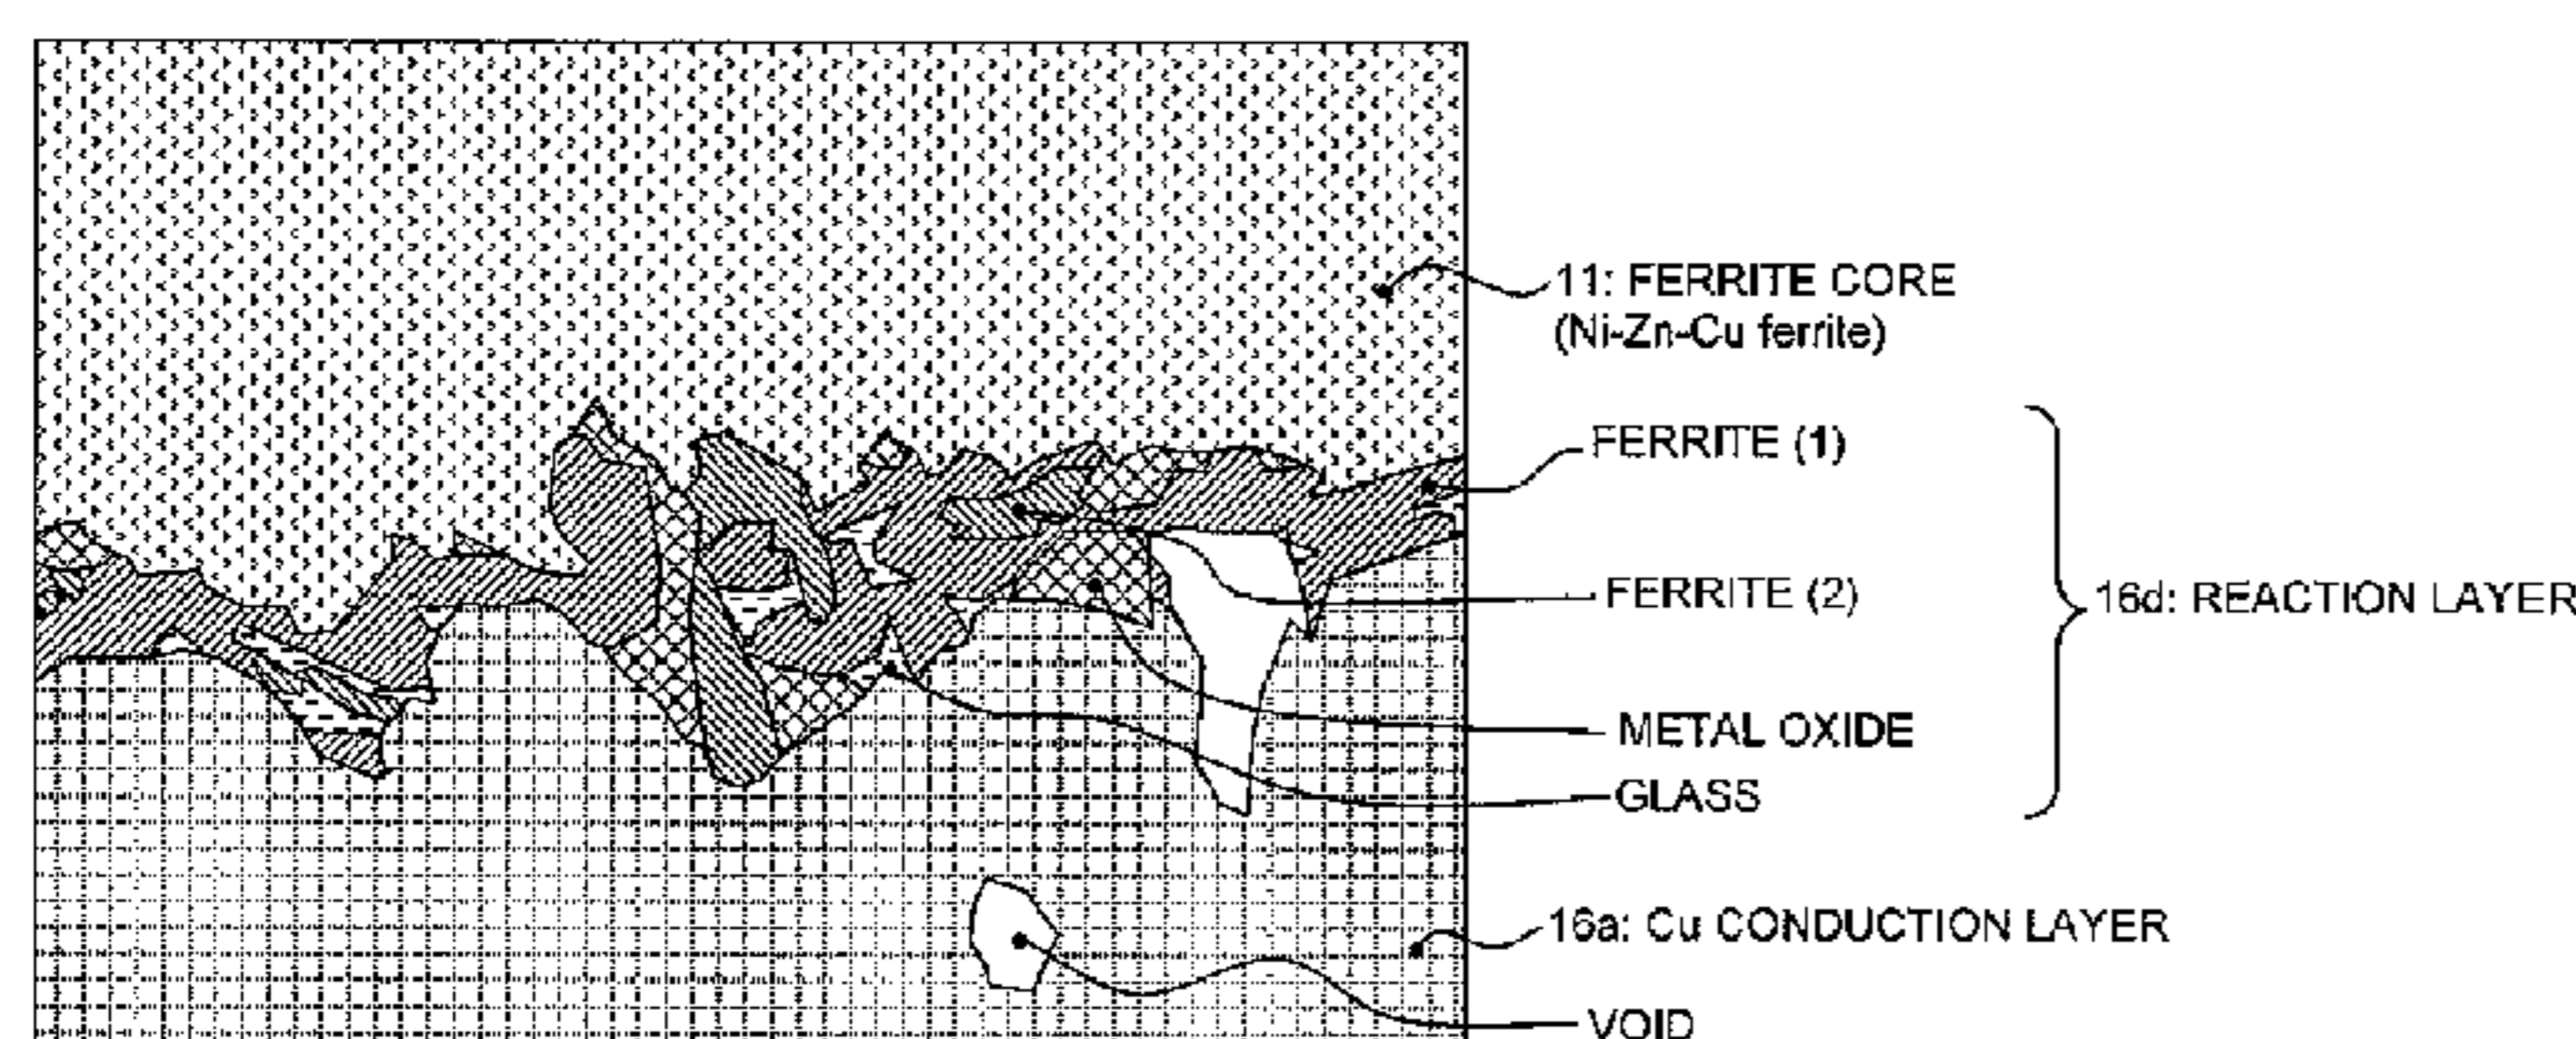 11: FERRITE CORE
(Ni-Zn-Cu ferrite)
FERRITE (1)
FERRITE (2)
16d: REACTION LAYER
METAL OXIDE
GLASS
16a: Cu CONDUCTION LAYER
VOID